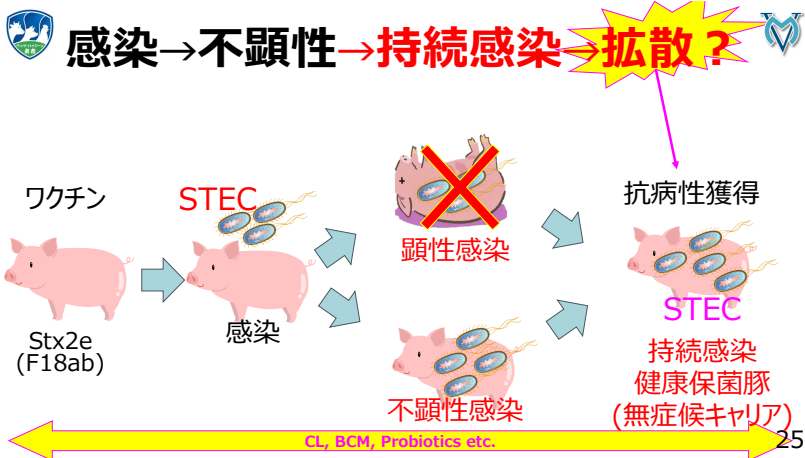 感染→不顕性→持続感染→拡散？
ワクチン
STEC
顕性感染
抗病性獲得
Stx2e
(F18ab)
感染
不顕性感染
STEC
持続感染
健康保菌豚
(無症候キャリア)
CL, BCM, Probiotics etc.
25